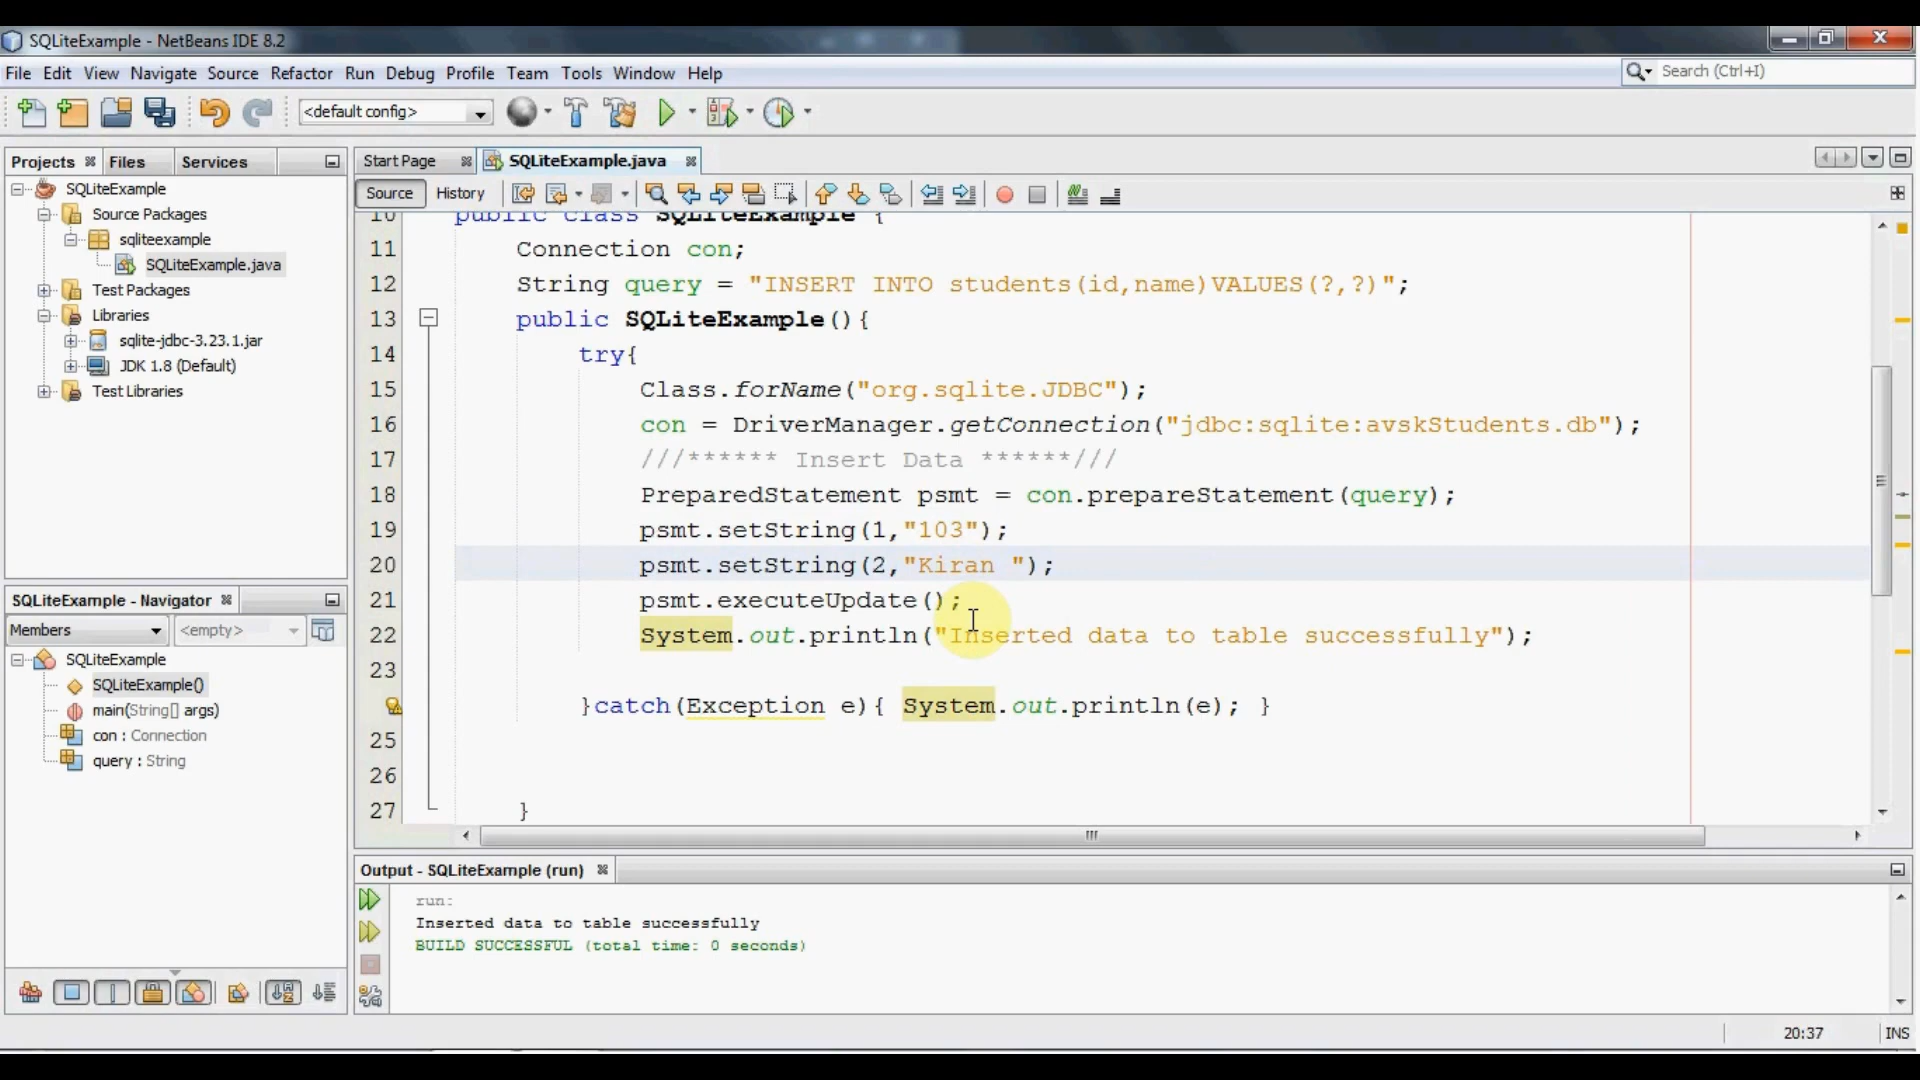 SQLiteExample - NetBeans IDE 8.2
File Edit View Navigate Source Refactor Run Debug Profile Team Tools Window Help
Search (Ctrl+I)
<default config>
Projects Files Services
Start Page SQLiteExample.java
Source History
SQLiteExample
Source Packages
sqliteexample
SQLiteExample.java
Test Packages
Libraries
sqlite-jdbc-3.23.1.jar
JDK 1.8 (Default)
Test Libraries
SQLiteExample - Navigator
Members <empty>
SQLiteExample
SQLiteExample()
main(String[] args)
con : Connection
query : String
10 public class SQLiteExample {
11 Connection con;
12 String query = "INSERT INTO students(id,name)VALUES(?,?)";
13 public SQLiteExample(){
14 try{
15 Class.forName("org.sqlite.JDBC");
16 con = DriverManager.getConnection("jdbc:sqlite:avskStudents.db");
17 ///****** Insert Data ******///
18 PreparedStatement psmt = con.prepareStatement(query);
19 psmt.setString(1,"103");
20 psmt.setString(2,"Kiran ");
21 psmt.executeUpdate();
22 System.out.println("Inserted data to table successfully");
23
}catch(Exception e){ System.out.println(e); }
25
26
27 }
Output - SQLiteExample (run)
run:
Inserted data to table successfully
BUILD SUCCESSFUL (total time: 0 seconds)
20:37 INS